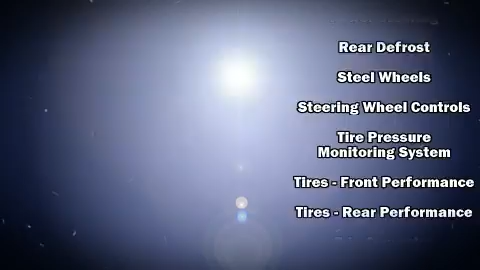 Rear Defrost
Steel Wheels
Steering Wheel Controls
Tire Pressure
Monitoring System
Tires - Front Performance
Tires - Rear Performance